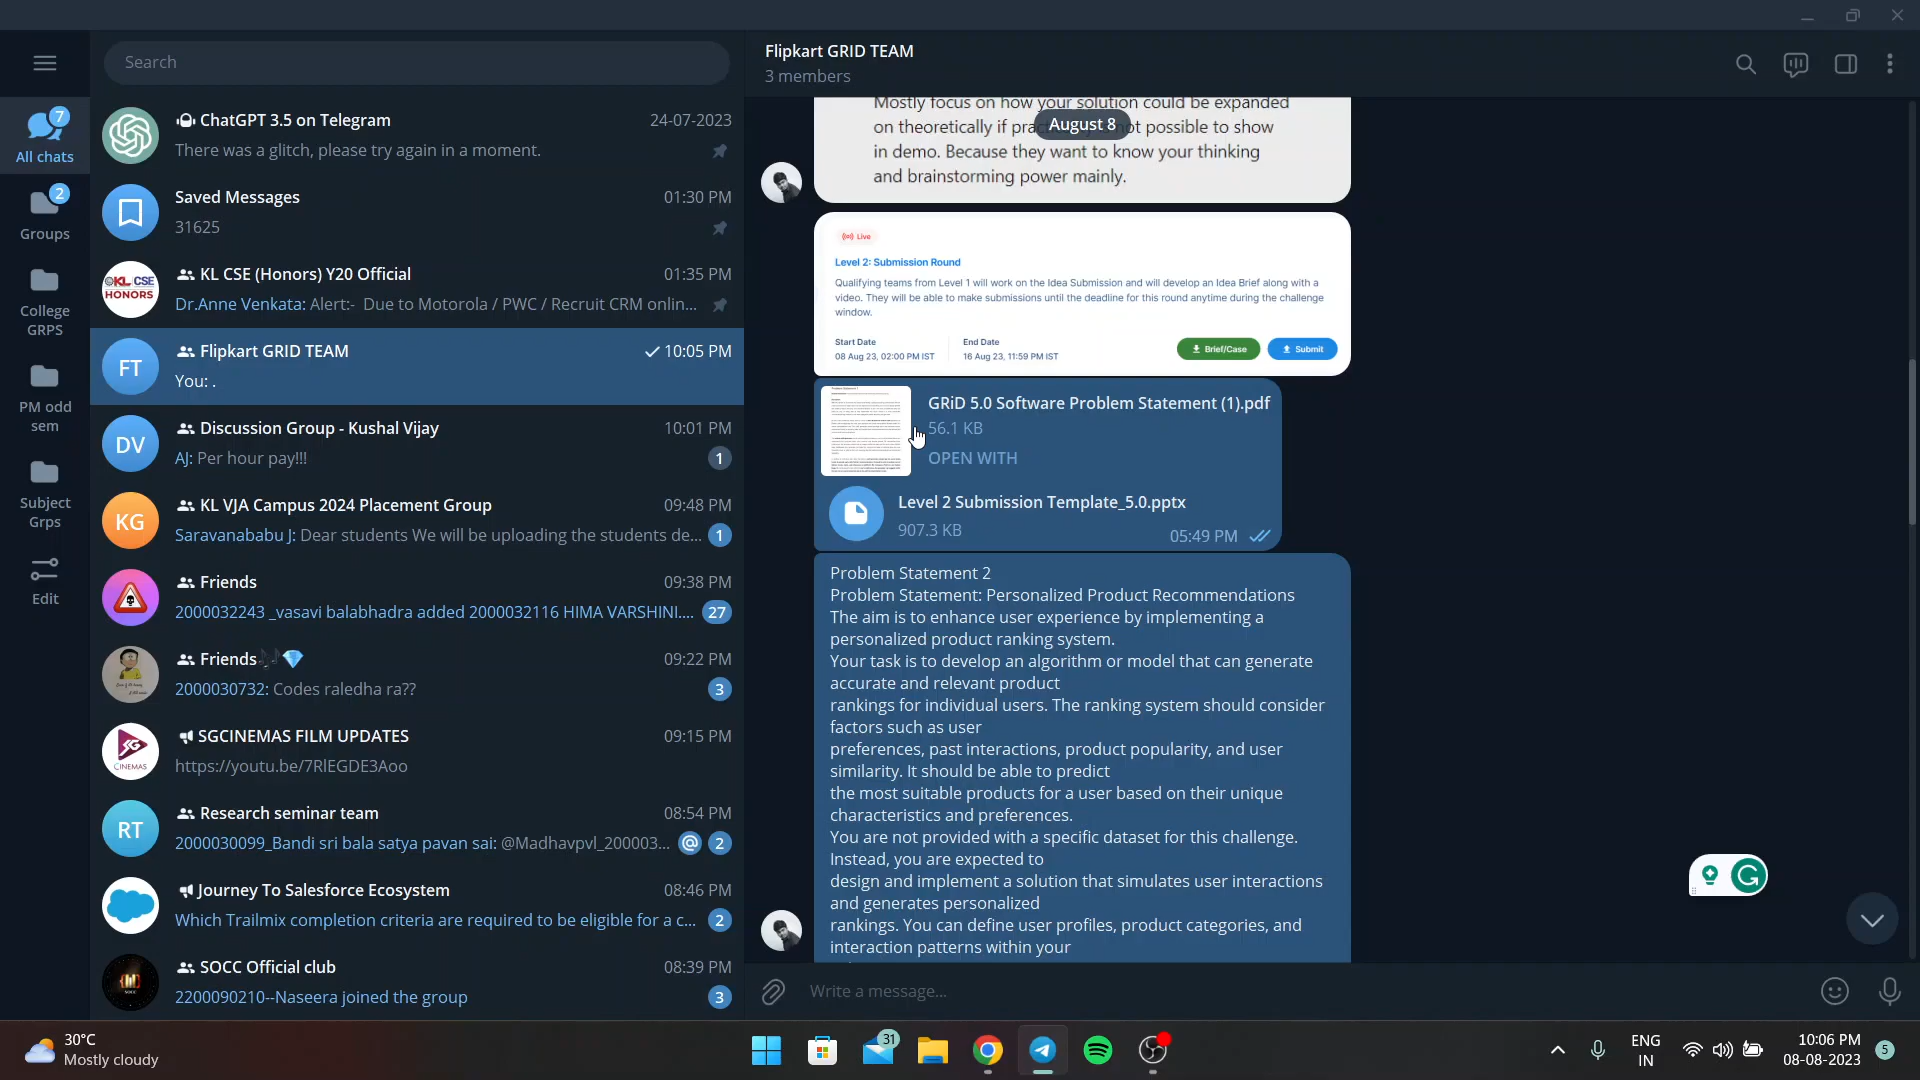 Search
7
All chats
2
Groups
College
GRPS
PM odd
sem
Subject
Grps
Edit
ChatGPT 3.5 on Telegram
24-07-2023
There was a glitch, please try again in a moment.
Saved Messages
01:30 PM
31625
KL CSE
HONORS
KL CSE (Honors) Y20 Official
01:35 PM
Dr.Anne Venkata: Alert:- Due to Motorola / PWC / Recruit CRM onlin...
FT
Flipkart GRID TEAM
10:05 PM
You: .
DV
Discussion Group - Kushal Vijay
10:01 PM
AJ: Per hour pay!!!
1
KG
KL VJA Campus 2024 Placement Group
09:48 PM
Saravanababu J: Dear students We will be uploading the students de...
1
Friends
09:38 PM
2000032243 _vasavi balabhadra added 2000032116 HIMA VARSHINI....
27
Friends🎶💎
09:22 PM
2000030732: Codes raledha ra??
3
CINEMAS
SGCINEMAS FILM UPDATES
09:15 PM
https://youtu.be/7RlEGDE3Aoo
RT
Research seminar team
08:54 PM
2000030099_Bandi sri bala satya pavan sai: @Madhavpvl_200003...
@
2
Journey To Salesforce Ecosystem
08:46 PM
Which Trailmix completion criteria are required to be eligible for a c...
2
SOCC Official club
08:39 PM
2200090210--Naseera joined the group
3
Flipkart GRID TEAM
3 members
Mostly focus on how your solution could be expanded
August 8
on theoretically if not possible to show
in demo. Because they want to know your thinking
and brainstorming power mainly.
Live
Level 2: Submission Round
Qualifying teams from Level 1 will work on the Idea Submission and will develop an Idea Brief along with a
video. They will be able to make submissions until the deadline for this round anytime during the challenge
window.
Start Date
08 Aug 23, 02:00 PM IST
End Date
16 Aug 23, 11:59 PM IST
Brief/Case
Submit
GRiD 5.0 Software Problem Statement (1).pdf
56.1 KB
OPEN WITH
Level 2 Submission Template_5.0.pptx
907.3 KB
05:49 PM
Problem Statement 2
Problem Statement: Personalized Product Recommendations
The aim is to enhance user experience by implementing a
personalized product ranking system.
Your task is to develop an algorithm or model that can generate
accurate and relevant product
rankings for individual users. The ranking system should consider
factors such as user
preferences, past interactions, product popularity, and user
similarity. It should be able to predict
the most suitable products for a user based on their unique
characteristics and preferences.
You are not provided with a specific dataset for this challenge.
Instead, you are expected to
design and implement a solution that simulates user interactions
and generates personalized
rankings. You can define user profiles, product categories, and
interaction patterns within your
Write a message...
30°C
Mostly cloudy
31
ENG
IN
10:06 PM
08-08-2023
5